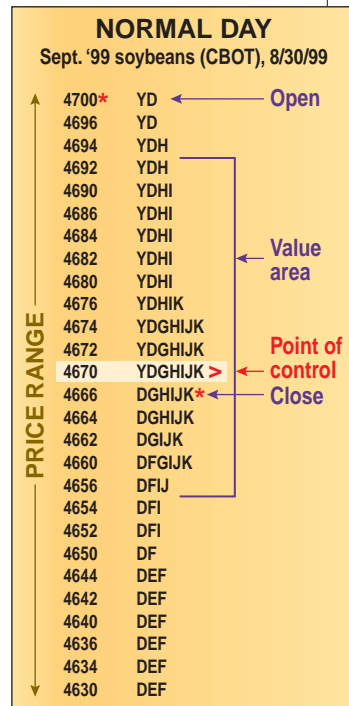 NORMAL DAY
Sept. ‘99 soybeans (CBOT), 8/30/99
PRICE RANGE
4700* YD Open
4696 YD
4694 YDH
4692 YDH
4690 YDHI
4686 YDHI
4684 YDHI
4682 YDHI
4680 YDHI
Value area
4676 YDHIK
4674 YDGHIJK
4672 YDGHIJK
4670 YDGHIJK >
Point of control
4666 DGHIJK* Close
4664 DGHIJK
4662 DGIJK
4660 DFGIJK
4656 DFIJ
4654 DFI
4652 DFI
4650 DF
4644 DEF
4642 DEF
4640 DEF
4636 DEF
4634 DEF
4630 DEF